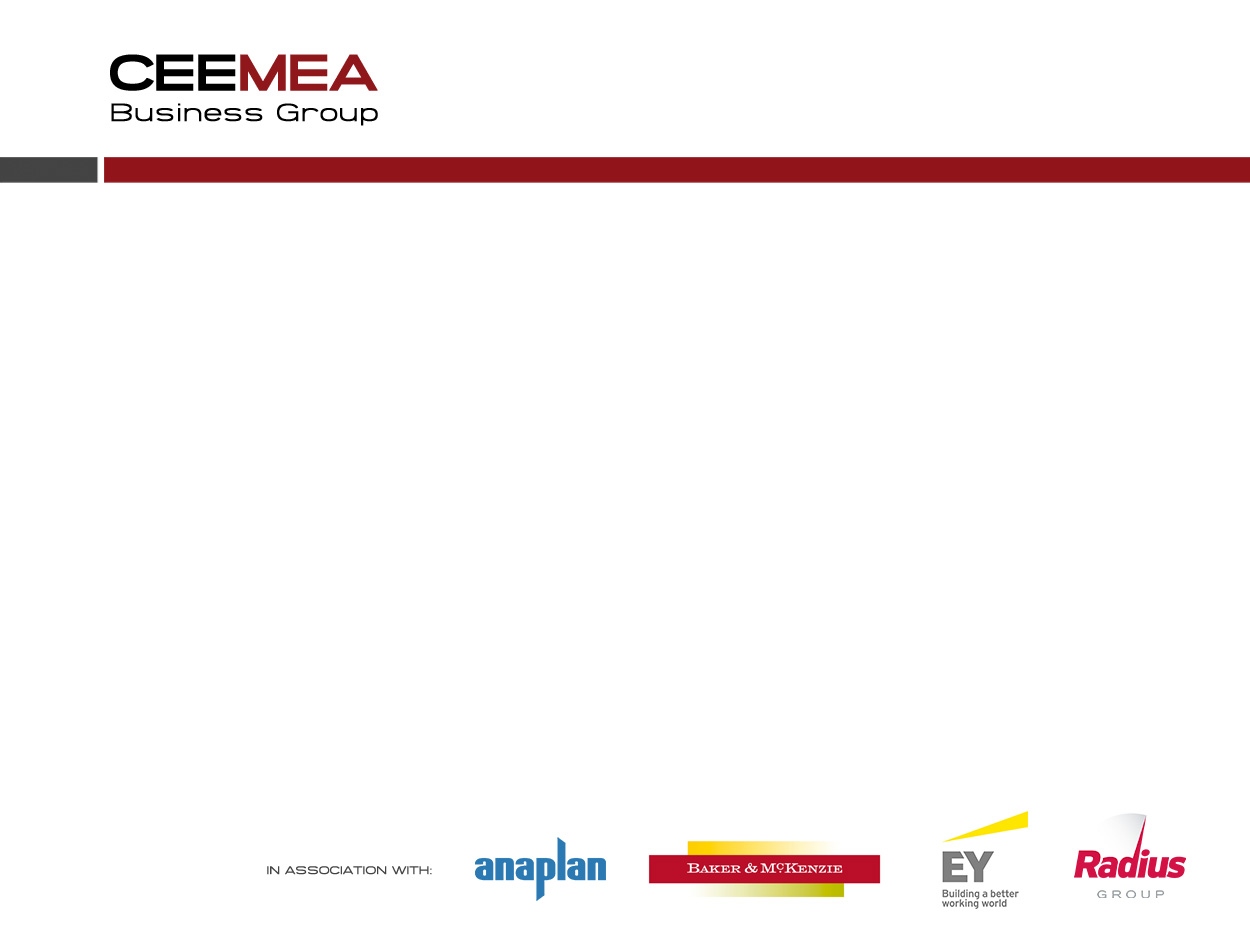 CEEMEA
Business Group
IN ASSOCIATION WITH:
anaplan
BAKER & McKENZIE
EY
Building a better
working world
Radius
GROUP